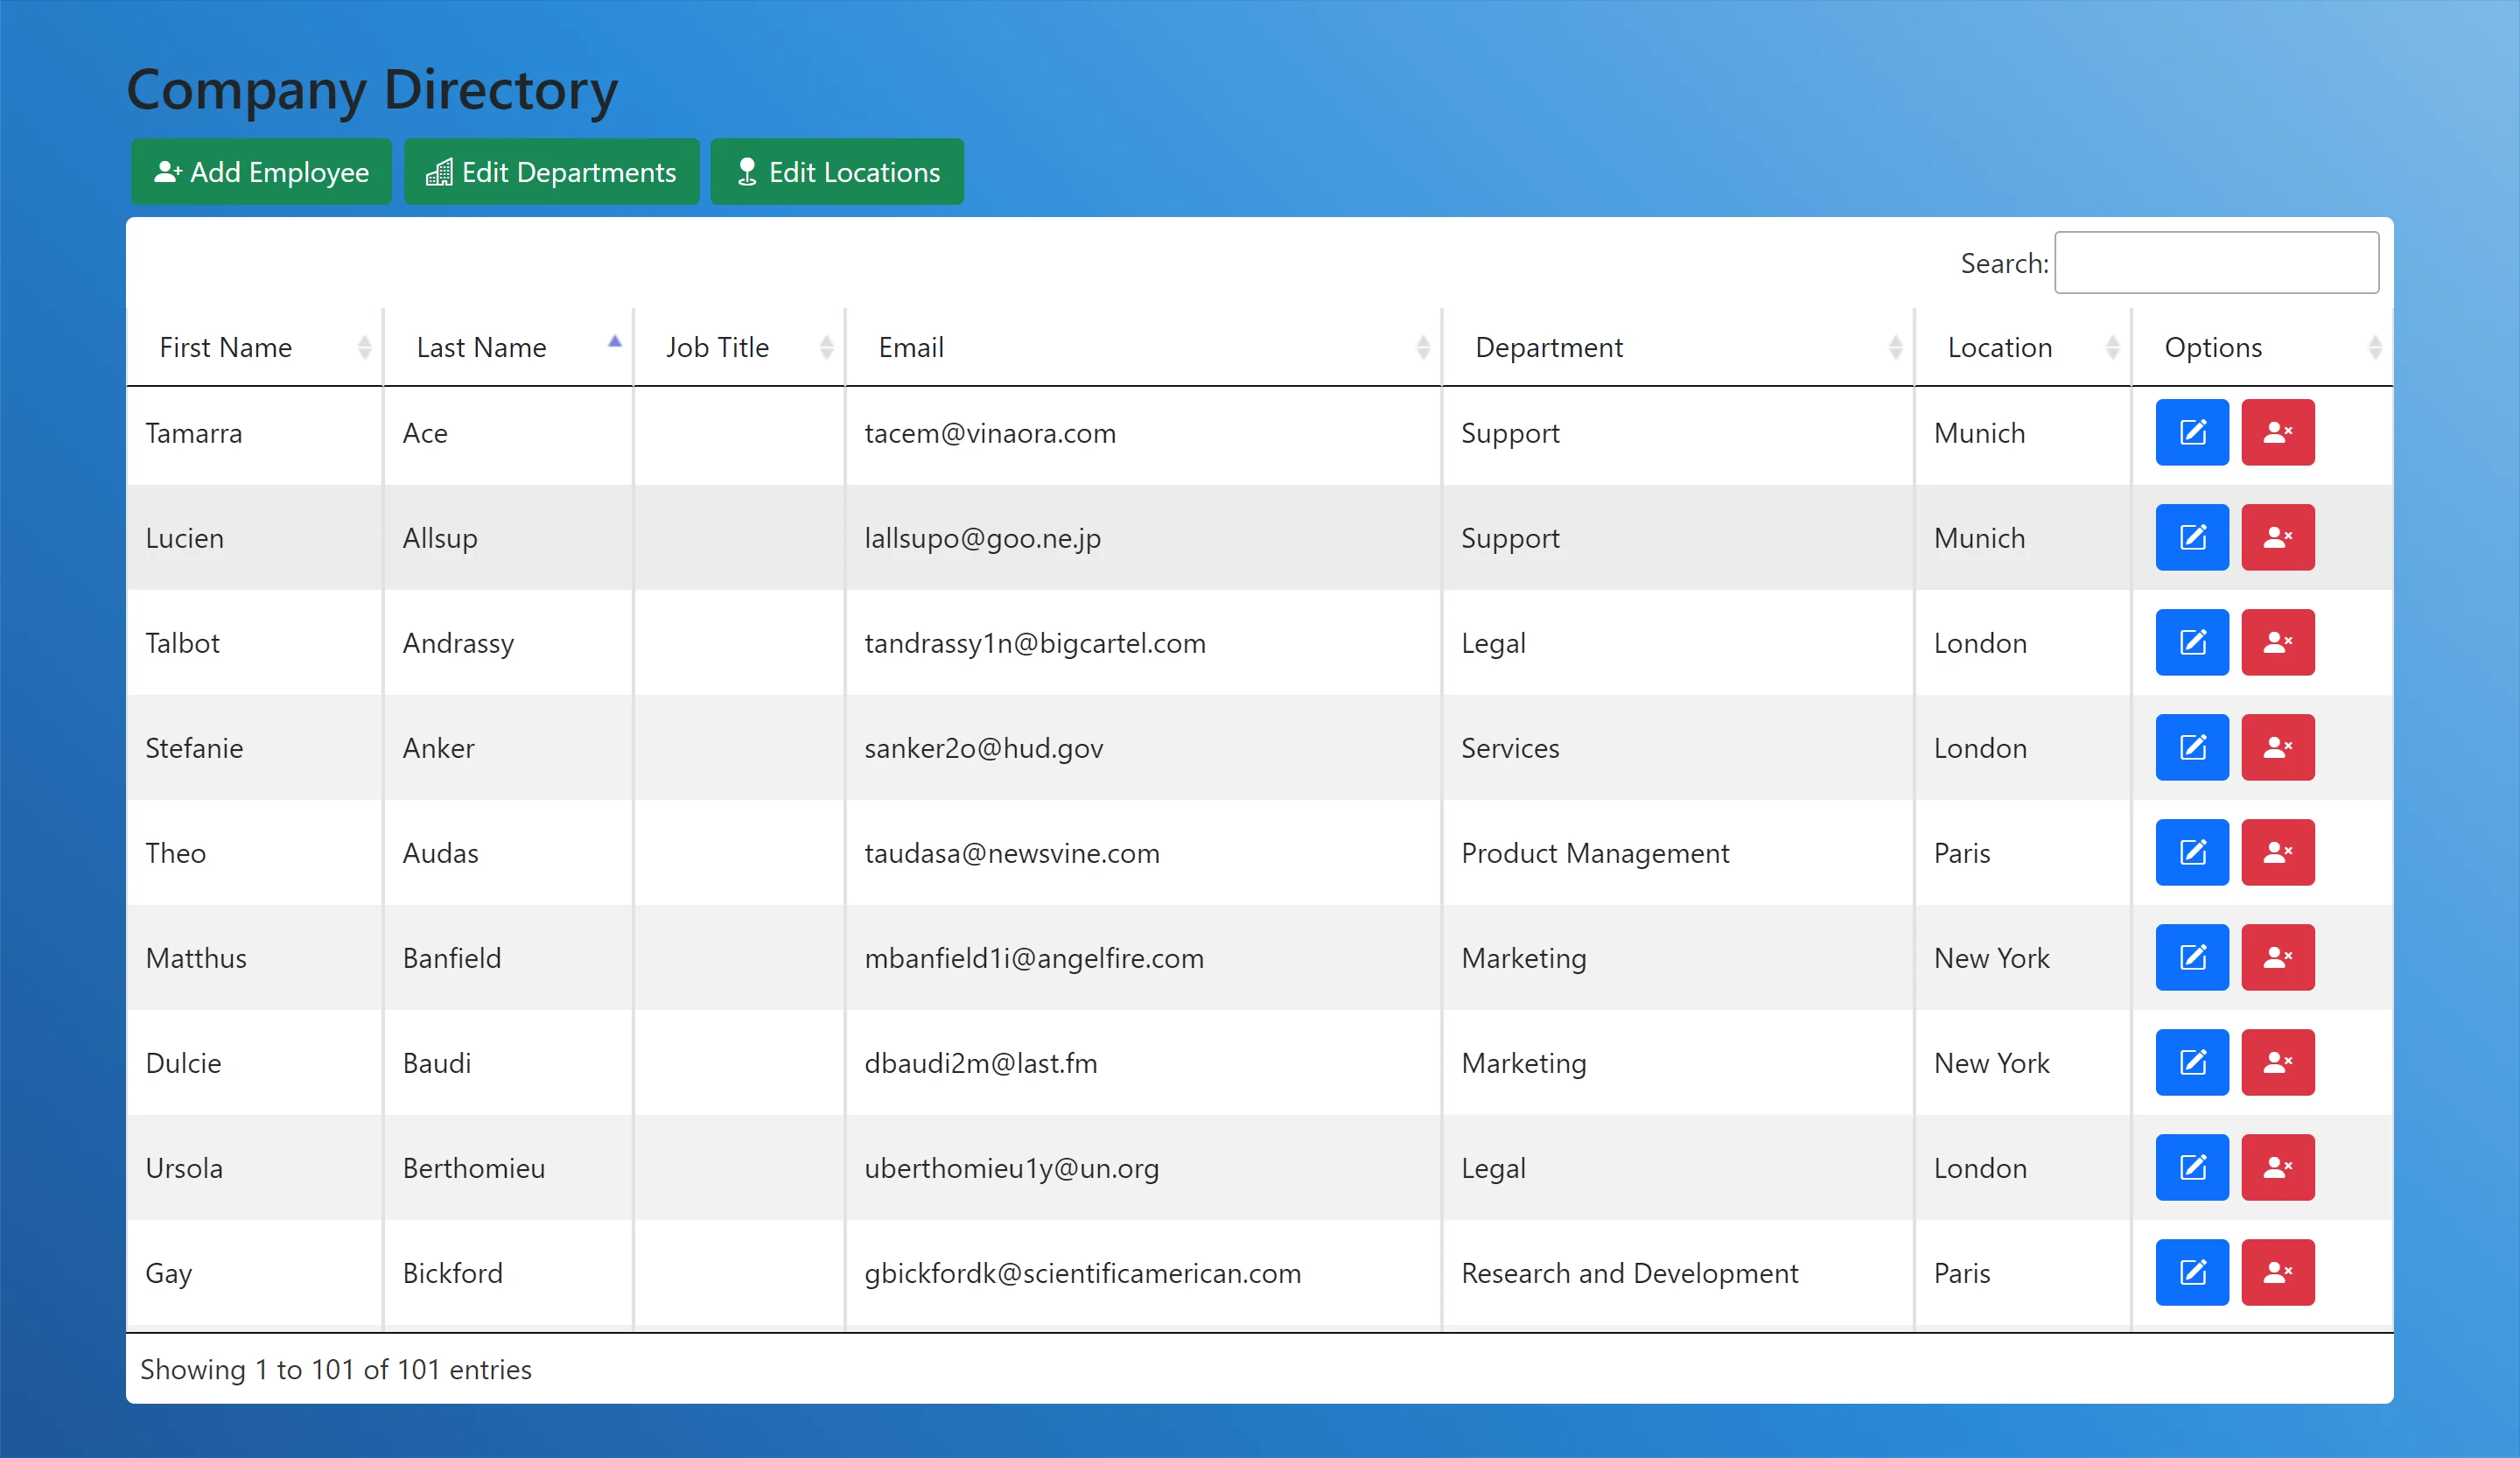 Company Directory
Add Employee Edit Departments Edit Locations
Search:
First Name Last Name Job Title Email Department Location Options
Tamarra Ace tacem@vinaora.com Support Munich
Lucien Allsup lallsupo@goo.ne.jp Support Munich
Talbot Andrassy tandrassy1n@bigcartel.com Legal London
Stefanie Anker sanker2o@hud.gov Services London
Theo Audas taudasa@newsvine.com Product Management Paris
Matthus Banfield mbanfield1i@angelfire.com Marketing New York
Dulcie Baudi dbaudi2m@last.fm Marketing New York
Ursola Berthomieu uberthomieu1y@un.org Legal London
Gay Bickford gbickfordk@scientificamerican.com Research and Development Paris
Showing 1 to 101 of 101 entries